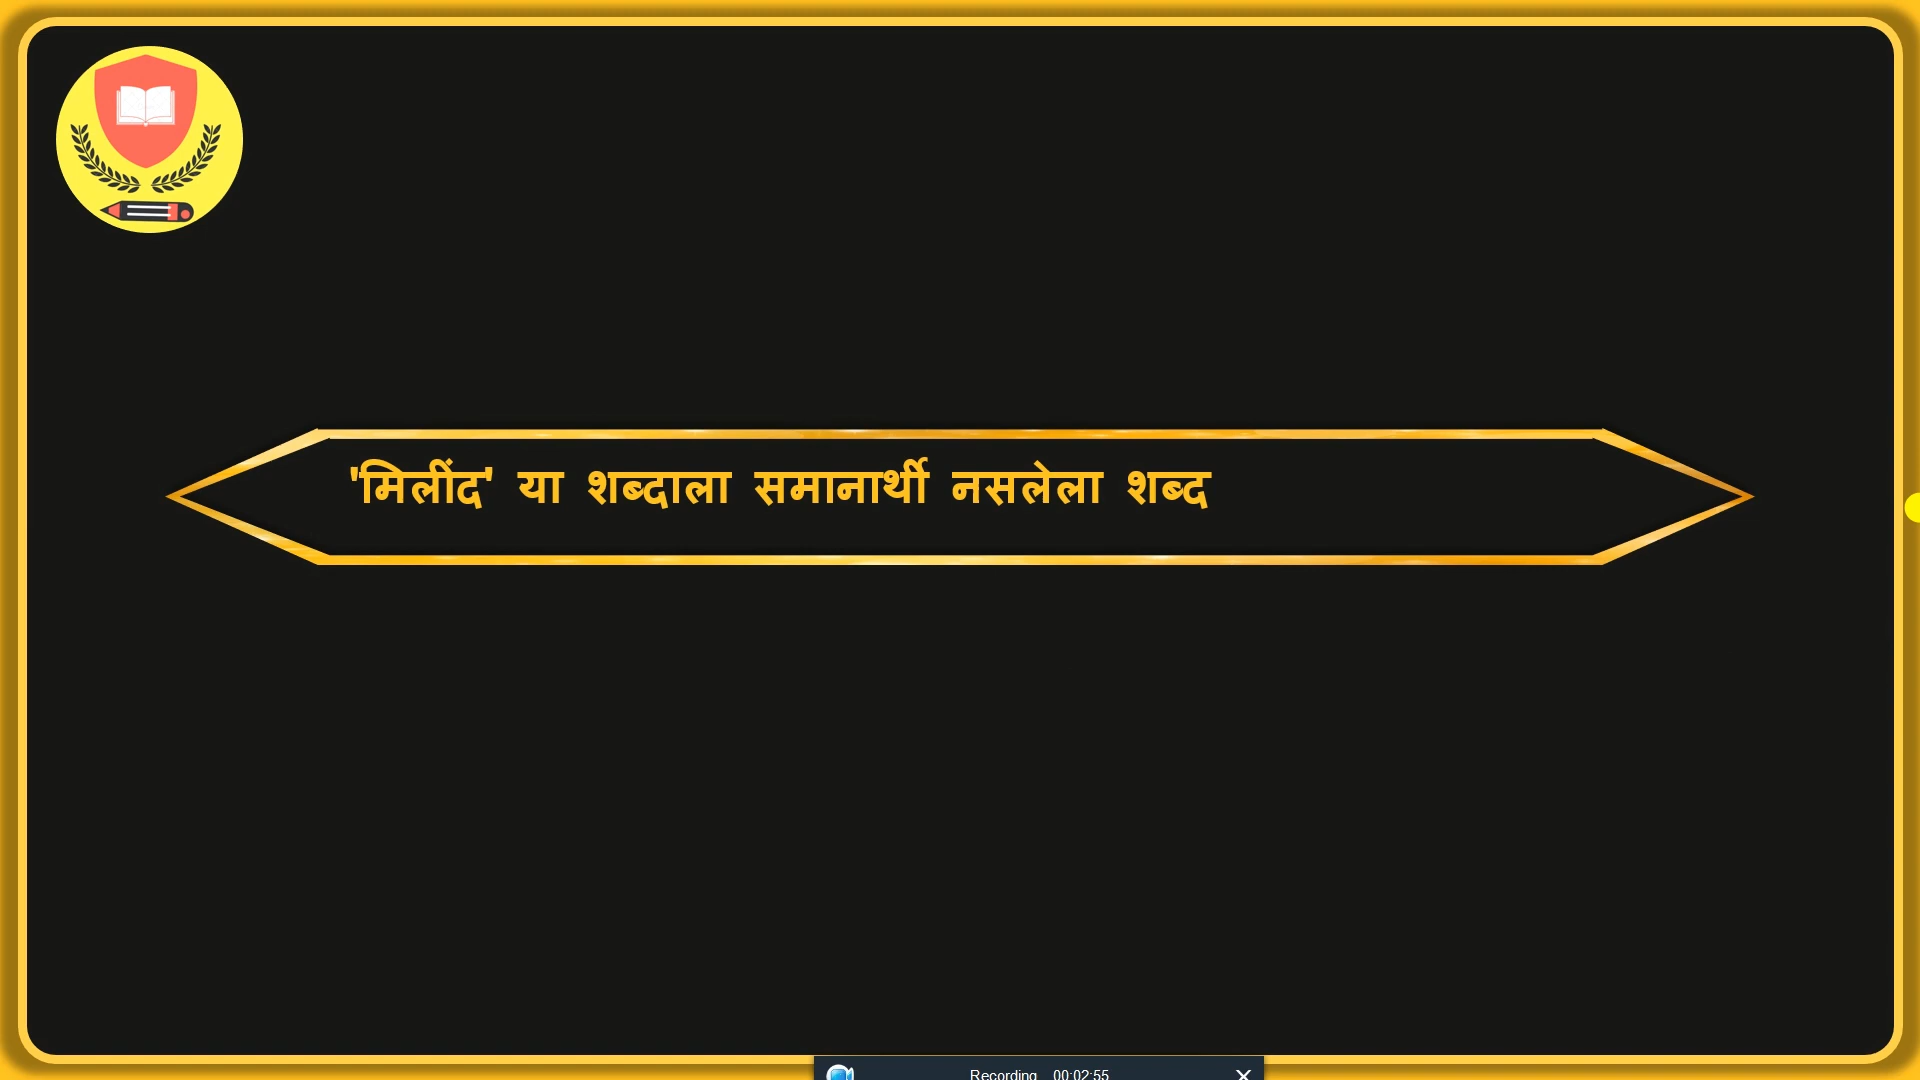 'मिलींद' या शब्दाला समानार्थी नसलेला शब्द
Recording 00:02:55